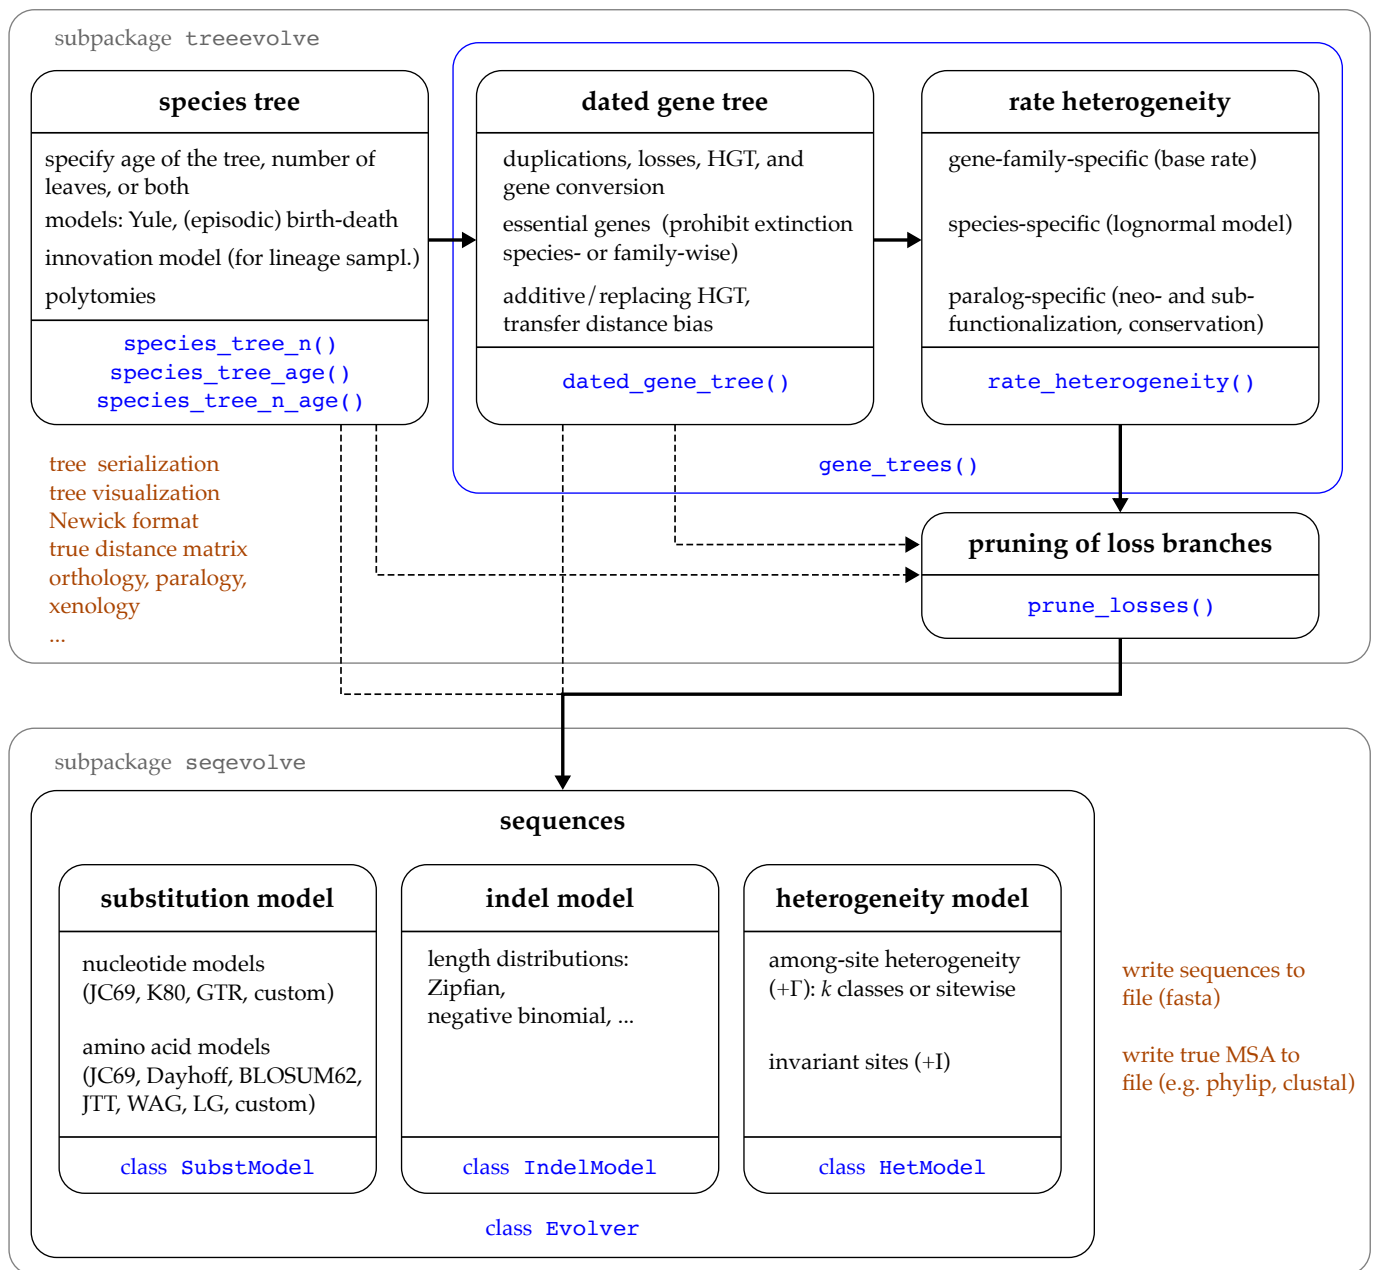 subpackage treeevolve
species tree
specify age of the tree, number of
leaves, or both
models: Yule, (episodic) birth-death
innovation model (for lineage sampl.)
polytomies
species_tree_n()
species_tree_age()
species_tree_n_age()
dated gene tree
duplications, losses, HGT, and
gene conversion
essential genes (prohibit extinction
species- or family-wise)
additive/replacing HGT,
transfer distance bias
dated_gene_tree()
rate heterogeneity
gene-family-specific (base rate)
species-specific (lognormal model)
paralog-specific (neo- and sub-
functionalization, conservation)
rate_heterogeneity()
gene_trees()
tree serialization
tree visualization
Newick format
true distance matrix
orthology, paralogy,
xenology
...
pruning of loss branches
prune_losses()
subpackage seqevolve
sequences
substitution model
nucleotide models
(JC69, K80, GTR, custom)
amino acid models
(JC69, Dayhoff, BLOSUM62,
JTT, WAG, LG, custom)
class SubstModel
indel model
length distributions:
Zipfian,
negative binomial, ...
class IndelModel
heterogeneity model
among-site heterogeneity
(+Γ): k classes or sitewise
invariant sites (+I)
class HetModel
class Evolver
write sequences to
file (fasta)
write true MSA to
file (e.g. phylip, clustal)